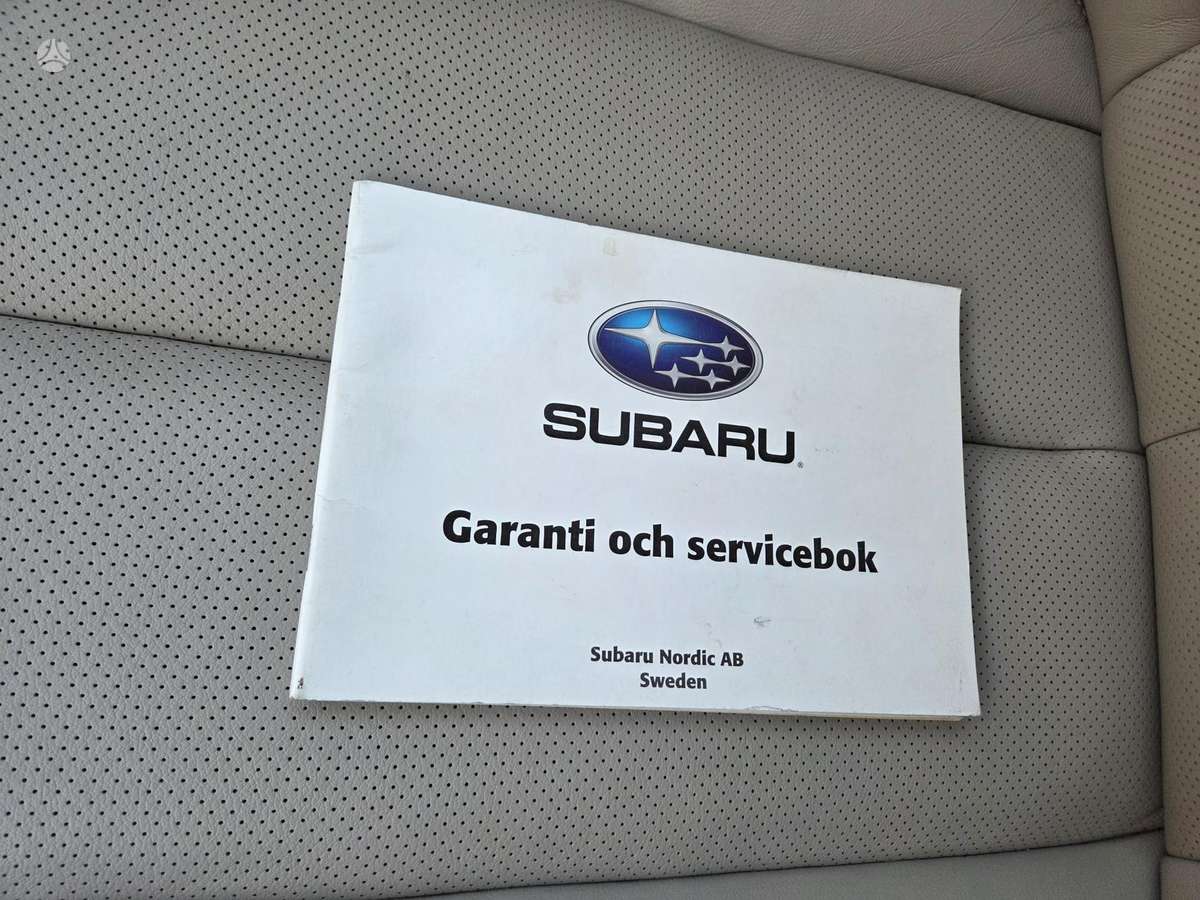 SUBARU®
Garanti och servicebok
Subaru Nordic AB
Sweden